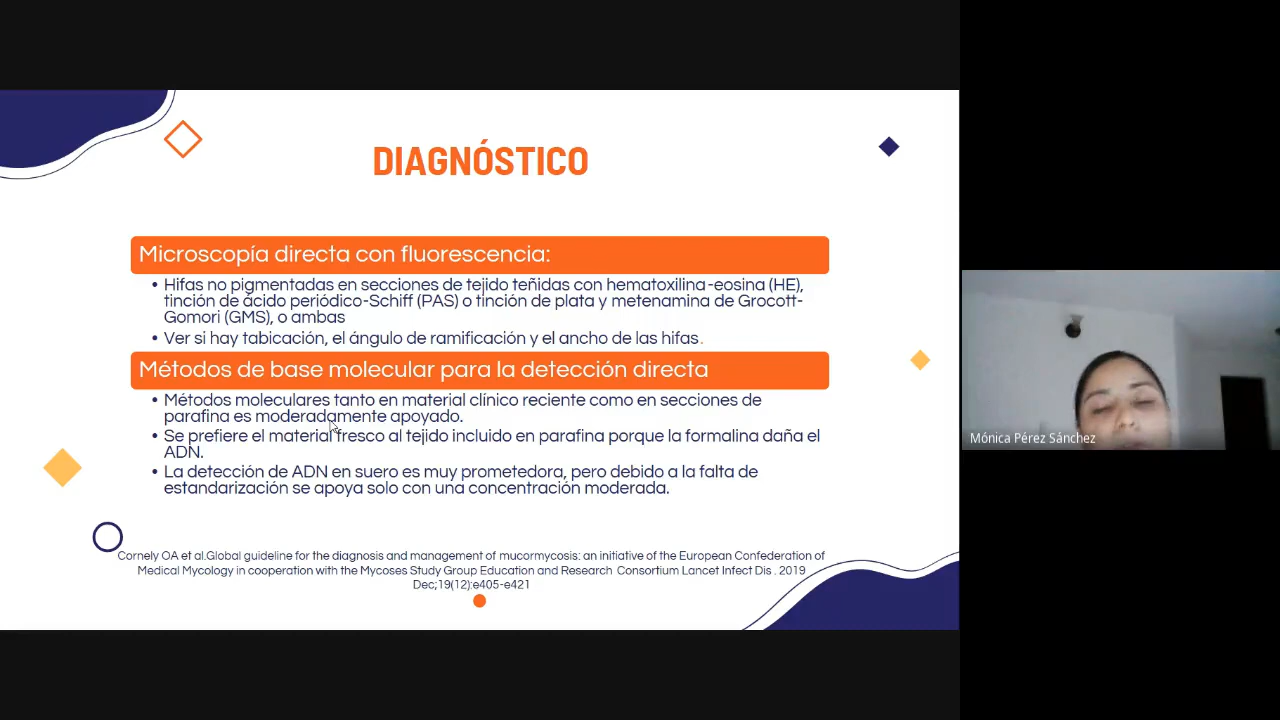 DIAGNÓSTICO
Microscopía directa con fluorescencia:
• Hifas no pigmentadas en secciones de tejido teñidas con hematoxilina-eosina (HE),
tinción de ácido periódico-Schiff (PAS) o tinción de plata y metenamina de Grocott-
Gomori (GMS), o ambas
• Ver si hay tabicación, el ángulo de ramificación y el ancho de las hifas.
Métodos de base molecular para la detección directa
• Métodos moleculares tanto en material clínico reciente como en secciones de
parafina es moderadamente apoyado.
• Se prefiere el material fresco al tejido incluido en parafina porque la formalina daña el
ADN.
• La detección de ADN en suero es muy prometedora, pero debido a la falta de
estandarización se apoya solo con una concentración moderada.
Cornely OA et al.Global guideline for the diagnosis and management of mucormycosis: an initiative of the European Confederation of
Medical Mycology in cooperation with the Mycoses Study Group Education and Research Consortium Lancet Infect Dis . 2019
Dec;19(12):e405-e421
Mónica Pérez Sánchez